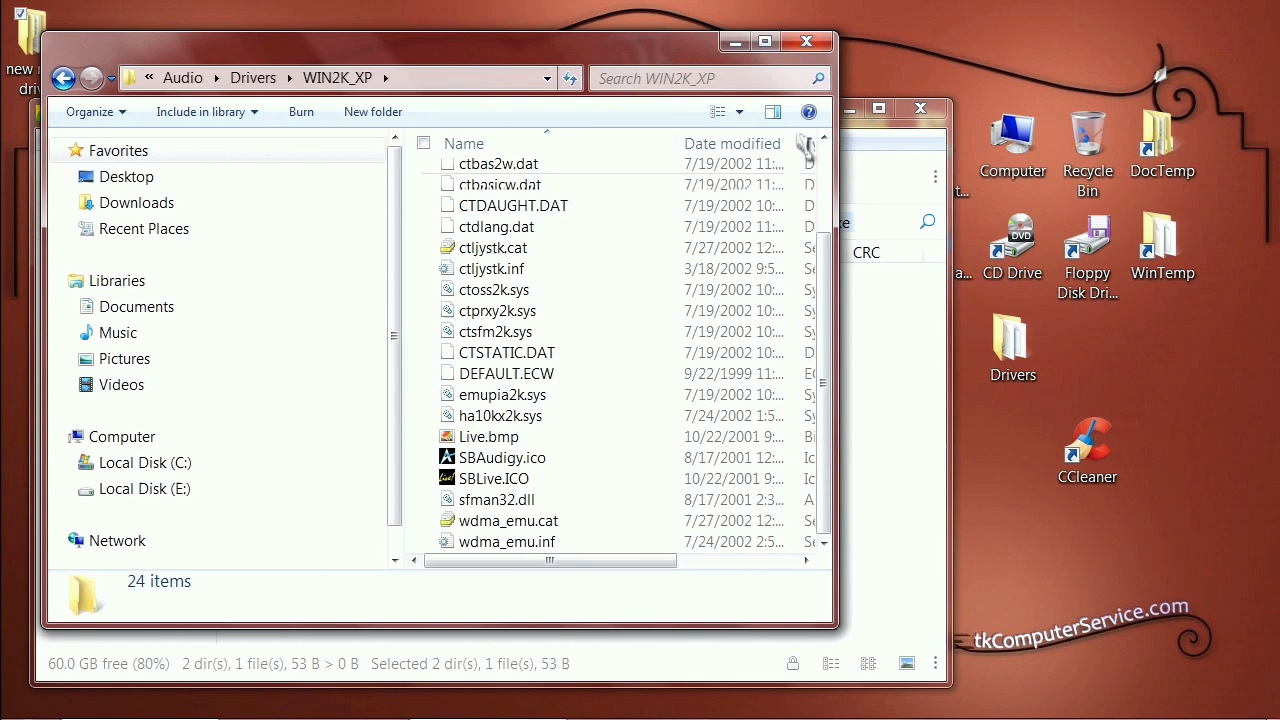 new
dri
« Audio ▸ Drivers ▸ WIN2K_XP ▸
Search WIN2K_XP
Organize
Include in library
Burn
New folder
Favorites
Desktop
Downloads
Recent Places
Libraries
Documents
Music
Pictures
Videos
Computer
Local Disk (C:)
Local Disk (E:)
Network
Name Date modified
ctbas2w.dat 7/19/2002 11:...
ctbasicw.dat 7/19/2002 11:...
CTDAUGHT.DAT 7/19/2002 10:...
ctdlang.dat 7/19/2002 10:...
ctljystk.cat 7/27/2002 12:...
ctljystk.inf 3/18/2002 9:5...
ctoss2k.sys 7/19/2002 10:...
ctprxy2k.sys 7/19/2002 10:...
ctsfm2k.sys 7/19/2002 10:...
CTSTATIC.DAT 7/19/2002 10:...
DEFAULT.ECW 9/22/1999 11:...
emupia2k.sys 7/19/2002 10:...
ha10kx2k.sys 7/24/2002 1:5...
Live.bmp 10/22/2001 9:...
SBAudigy.ico 8/17/2001 12:...
SBLive.ICO 10/22/2001 9:...
sfman32.dll 8/17/2001 2:3...
wdma_emu.cat 7/27/2002 12:...
wdma_emu.inf 7/24/2002 2:5...
24 items
CRC
60.0 GB free (80%) 2 dir(s), 1 file(s), 53 B > 0 B Selected 2 dir(s), 1 file(s), 53 B
Computer
Recycle
Bin
DocTemp
CD Drive
Floppy
Disk Dri...
WinTemp
Drivers
CCleaner
tkComputerService.com